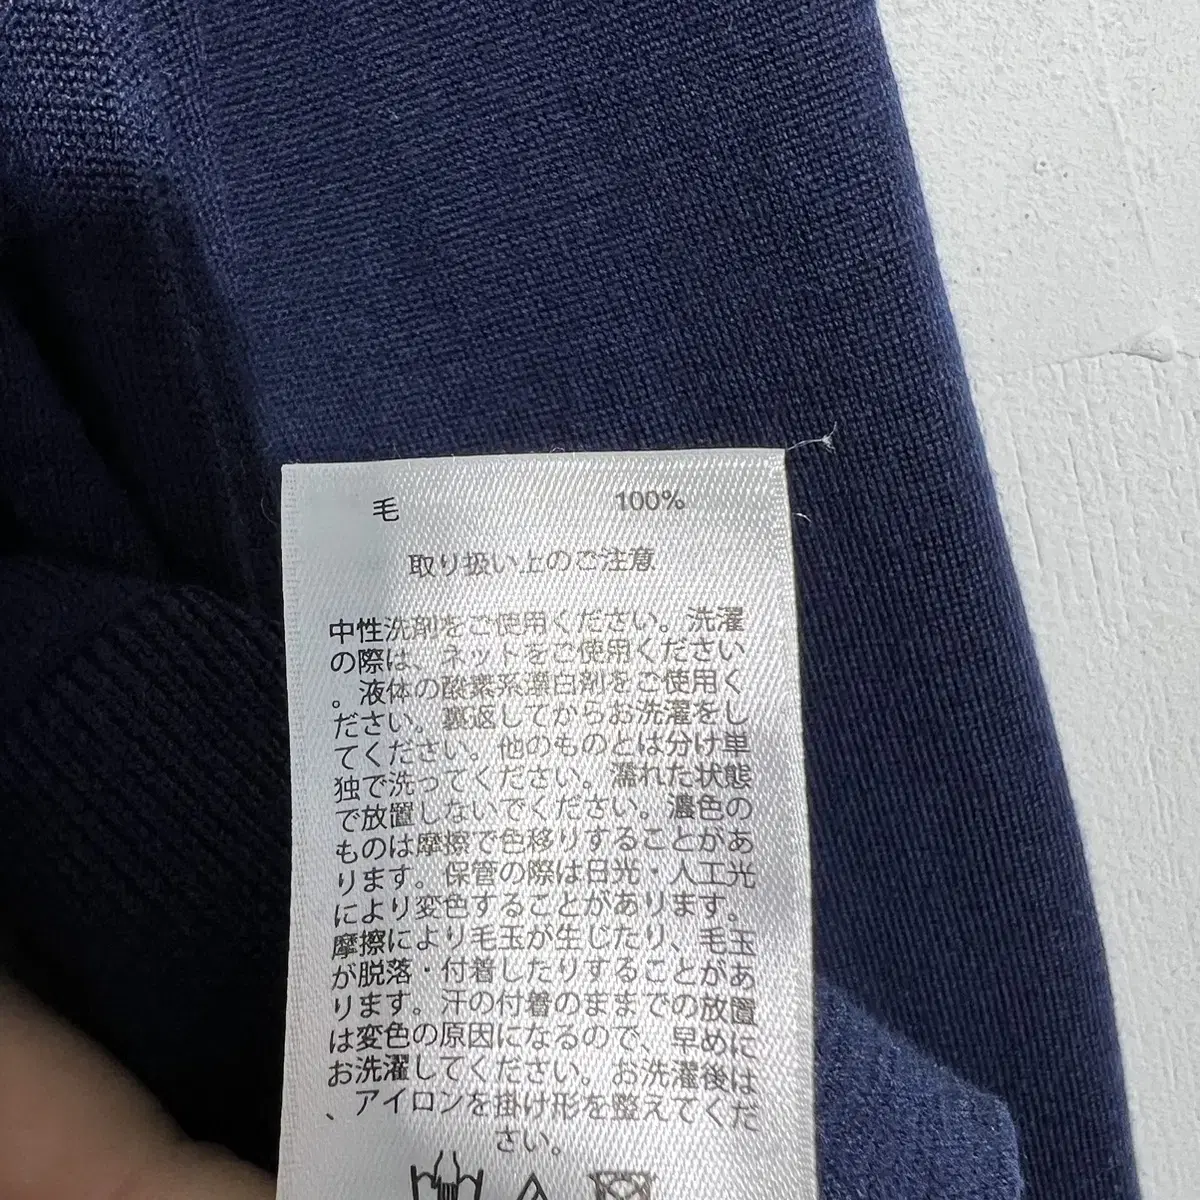 毛 100%
取り扱い上のご注意
中性洗剤をご使用ください。洗濯
の際は、ネットをご使用ください
。液体の酸素系漂白剤をご使用く
ださい。裏返してからお洗濯をし
てください。他のものとは分け単
独で洗ってください。濡れた状態
で放置しないでください。濃色の
ものは摩擦で色移りすることがあ
ります。保管の際は日光・人工光
により変色することがあります。
摩擦により毛玉が生じたり、毛玉
が脱落・付着したりすることがあ
ります。汗の付着のままでの放置
は変色の原因になるので、早めに
お洗濯してください。お洗濯後は
、アイロンを掛け形を整えてくだ
さい。